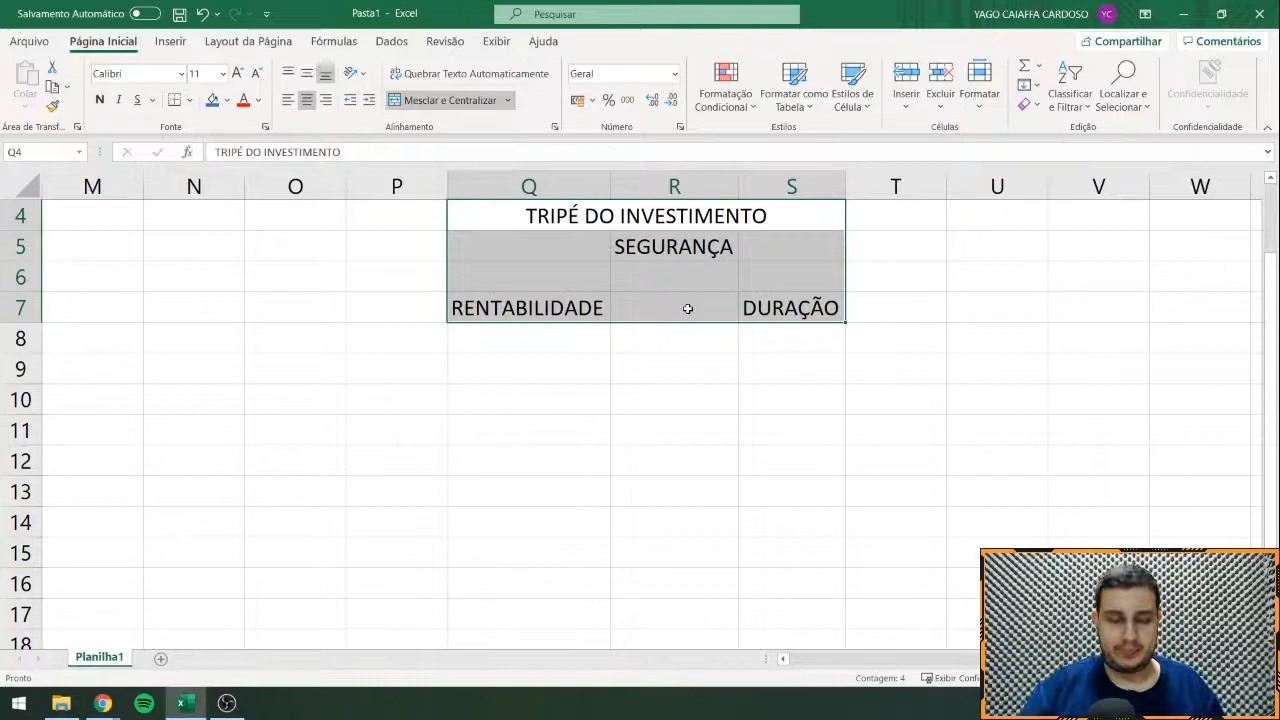 Salvamento Automático
Pasta1 - Excel
Pesquisar
YAGO CAIAFFA CARDOSO YC
Arquivo Página Inicial Inserir Layout da Página Fórmulas Dados Revisão Exibir Ajuda
Compartilhar Comentários
Colar
Calibri 11
N I S
Quebrar Texto Automaticamente
Mesclar e Centralizar
Geral
% 000
Formatação Condicional
Formatar como Tabela
Estilos de Célula
Inserir Excluir Formatar
Classificar e Filtrar
Localizar e Selecionar
Confidencialidade
Área de Transf... Fonte Alinhamento Número Estilos Células Edição Confidencialidade
Q4 fx TRIPÉ DO INVESTIMENTO
M N O P Q R S T U V W
4 TRIPÉ DO INVESTIMENTO
5 SEGURANÇA
6
7 RENTABILIDADE DURAÇÃO
8
9
10
11
12
13
14
15
16
17
18
Planilha1
Pronto Contagem: 4 Exibir Confi